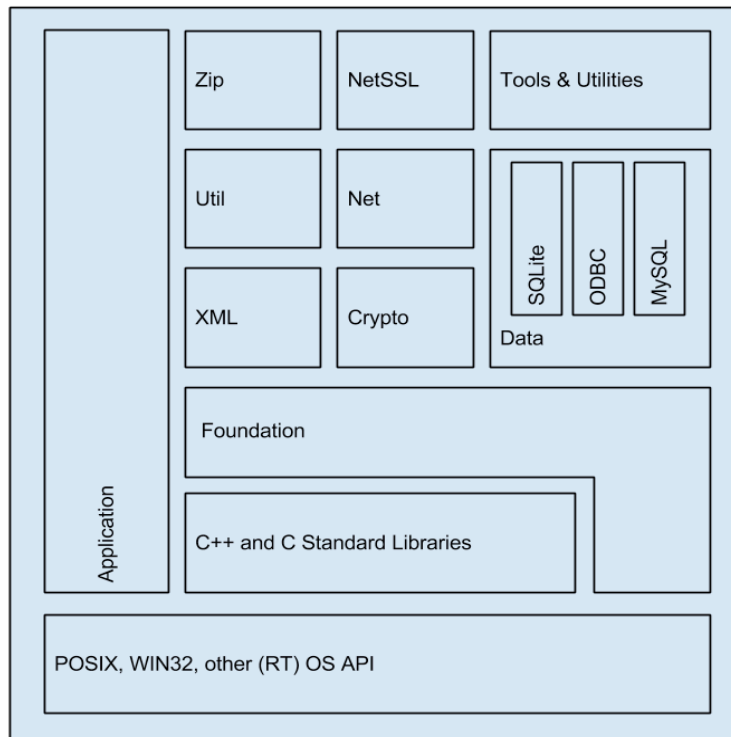 Zip
NetSSL
Tools & Utilities
Util
Net
SQLite
ODBC
MySQL
Data
XML
Crypto
Foundation
Application
C++ and C Standard Libraries
POSIX, WIN32, other (RT) OS API